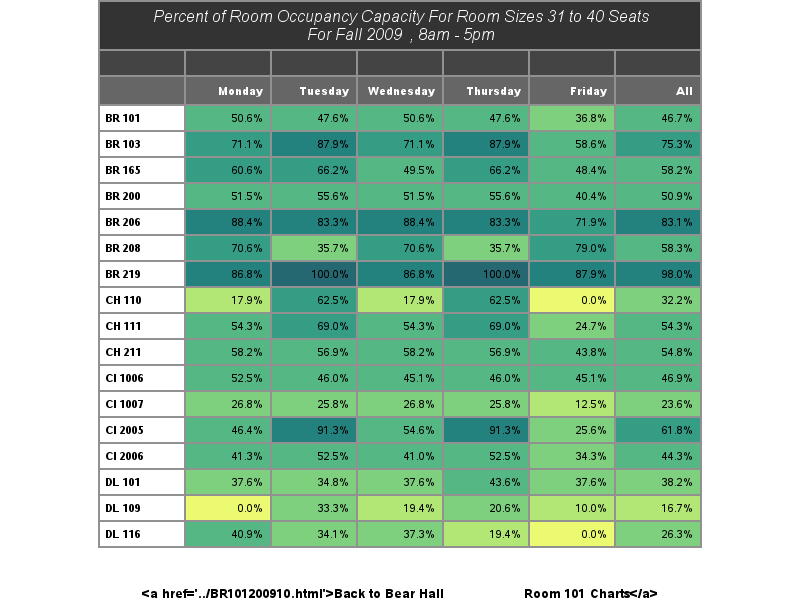 Percent of Room Occupancy Capacity For Room Sizes 31 to 40 Seats
For Fall 2009 , 8am - 5pm
Monday Tuesday Wednesday Thursday Friday All
BR 101 50.6% 47.6% 50.6% 47.6% 36.8% 46.7%
BR 103 71.1% 87.9% 71.1% 87.9% 58.6% 75.3%
BR 165 60.6% 66.2% 49.5% 66.2% 48.4% 58.2%
BR 200 51.5% 55.6% 51.5% 55.6% 40.4% 50.9%
BR 206 88.4% 83.3% 88.4% 83.3% 71.9% 83.1%
BR 208 70.6% 35.7% 70.6% 35.7% 79.0% 58.3%
BR 219 86.8% 100.0% 86.8% 100.0% 87.9% 98.0%
CH 110 17.9% 62.5% 17.9% 62.5% 0.0% 32.2%
CH 111 54.3% 69.0% 54.3% 69.0% 24.7% 54.3%
CH 211 58.2% 56.9% 58.2% 56.9% 43.8% 54.8%
CI 1006 52.5% 46.0% 45.1% 46.0% 45.1% 46.9%
CI 1007 26.8% 25.8% 26.8% 25.8% 12.5% 23.6%
CI 2005 46.4% 91.3% 54.6% 91.3% 25.6% 61.8%
CI 2006 41.3% 52.5% 41.0% 52.5% 34.3% 44.3%
DL 101 37.6% 34.8% 37.6% 43.6% 37.6% 38.2%
DL 109 0.0% 33.3% 19.4% 20.6% 10.0% 16.7%
DL 116 40.9% 34.1% 37.3% 19.4% 0.0% 26.3%
<a href='../BR101200910.html'>Back to Bear Hall Room 101 Charts</a>